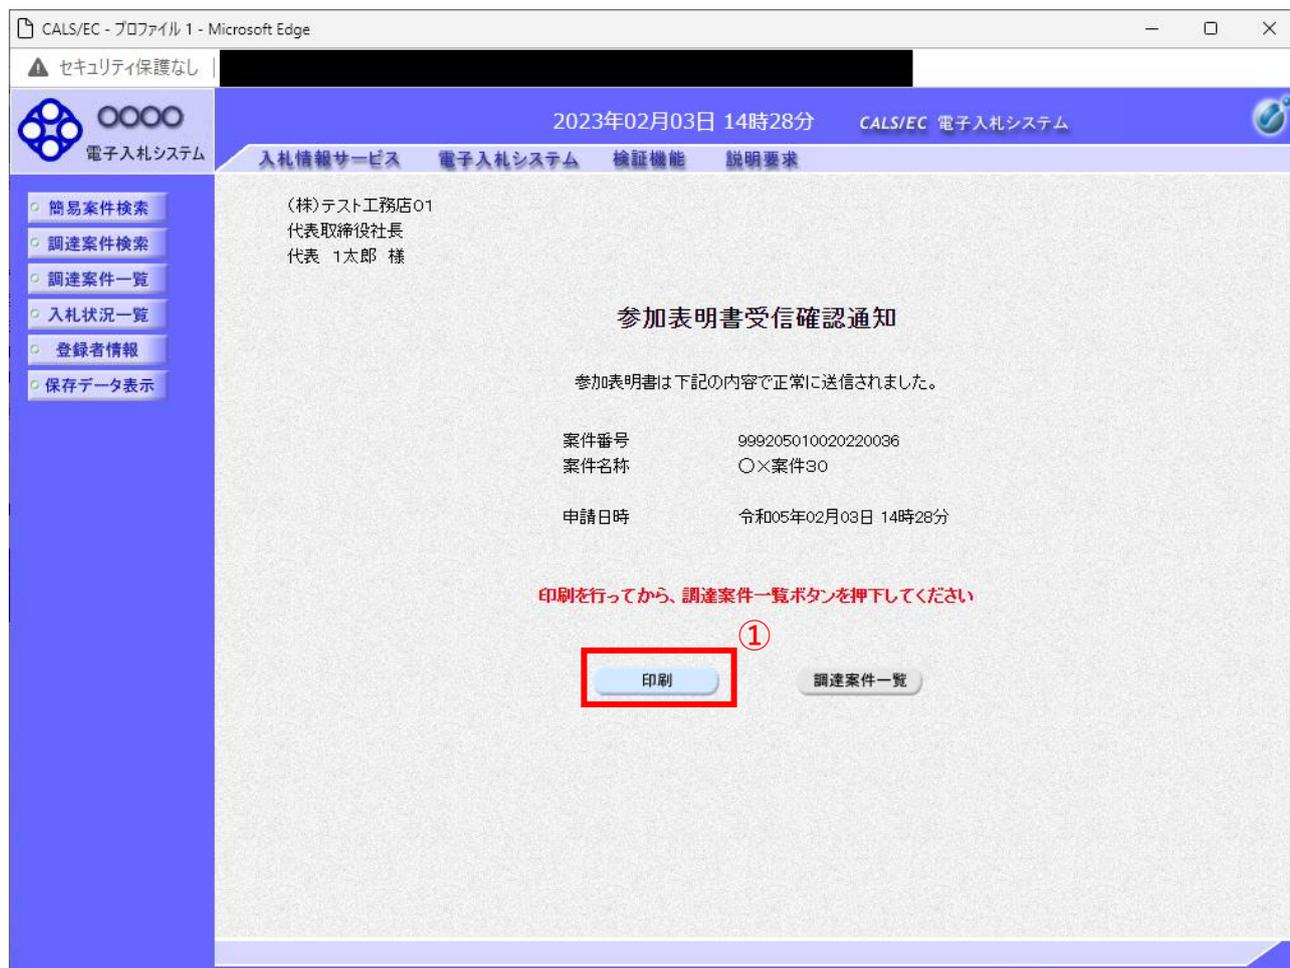 CALS/EC - プロファイル 1 - Microsoft Edge
セキュリティ保護なし
〇〇〇〇
電子入札システム
2023年02月03日 14時28分 CALS/EC 電子入札システム
入札情報サービス 電子入札システム 検証機能 説明要求
簡易案件検索
調達案件検索
調達案件一覧
入札状況一覧
登録者情報
保存データ表示
(株)テスト工務店01
代表取締役社長
代表 1太郎 様
参加表明書受信確認通知
参加表明書は下記の内容で正常に送信されました。
案件番号 999205010020220036
案件名称 〇×案件30
申請日時 令和05年02月03日 14時28分
印刷を行ってから、調達案件一覧ボタンを押下してください
①
印刷 調達案件一覧